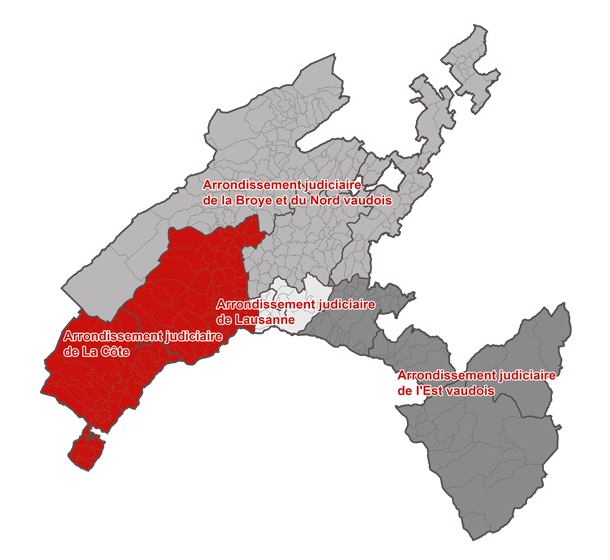 Arrondissement judiciaire
de la Broye et du Nord vaudois
Arrondissement judiciaire
de Lausanne
Arrondissement judiciaire
de La Côte
Arrondissement judiciaire
de l'Est vaudois